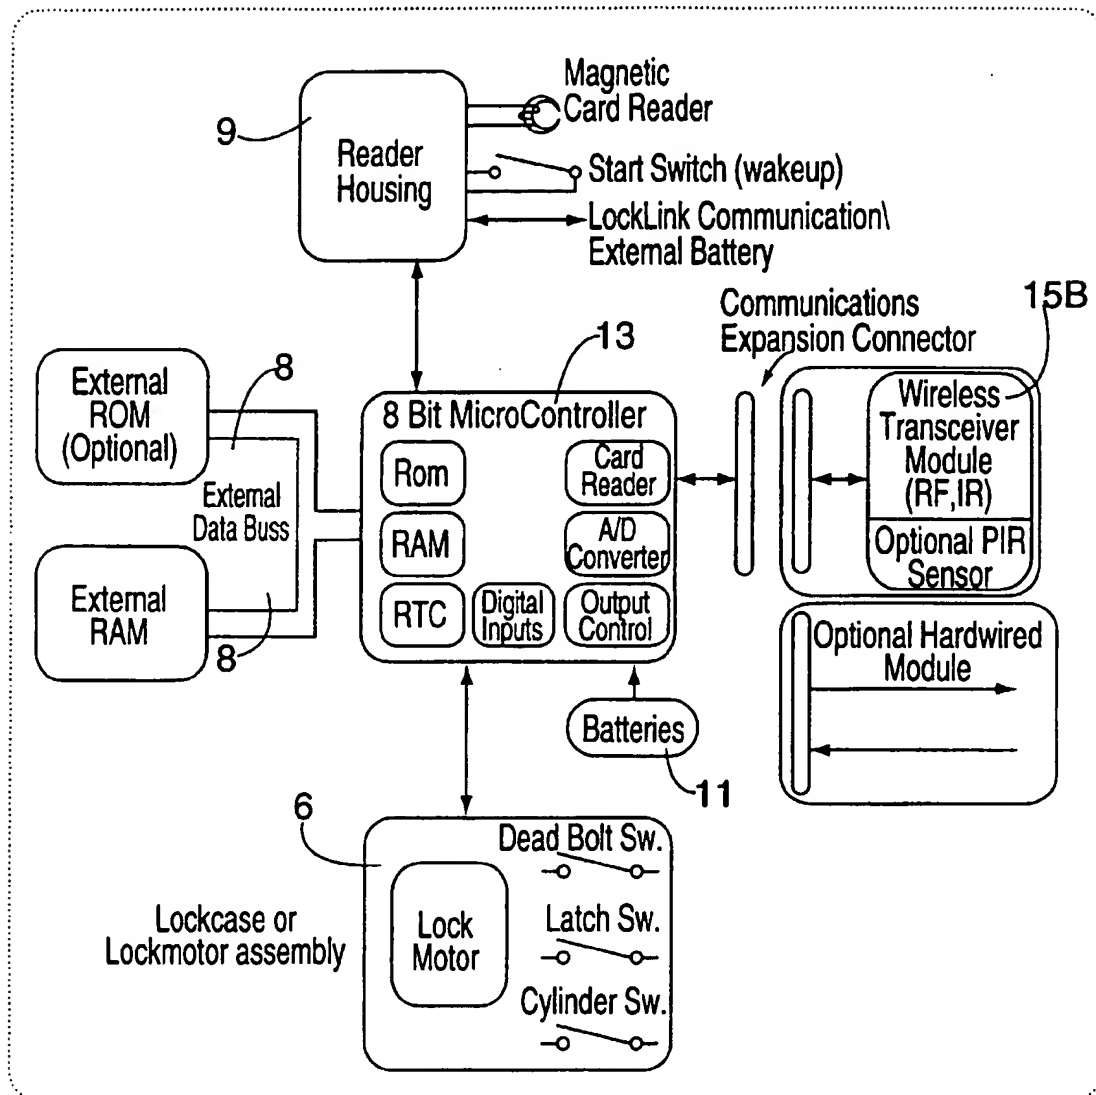 Magnetic
Card Reader
9
Reader
Housing
Start Switch (wakeup)
LockLink Communication\
External Battery
Communications
Expansion Connector
15B
13
External
ROM
(Optional)
8
External
Data Buss
External
RAM
8
8 Bit MicroController
Rom
Card
Reader
RAM
A/D
Converter
RTC
Digital
Inputs
Output
Control
Wireless
Transceiver
Module
(RF,IR)
Optional PIR
Sensor
Optional Hardwired
Module
Batteries
11
6
Dead Bolt Sw.
Lock
Motor
Latch Sw.
Cylinder Sw.
Lockcase or
Lockmotor assembly